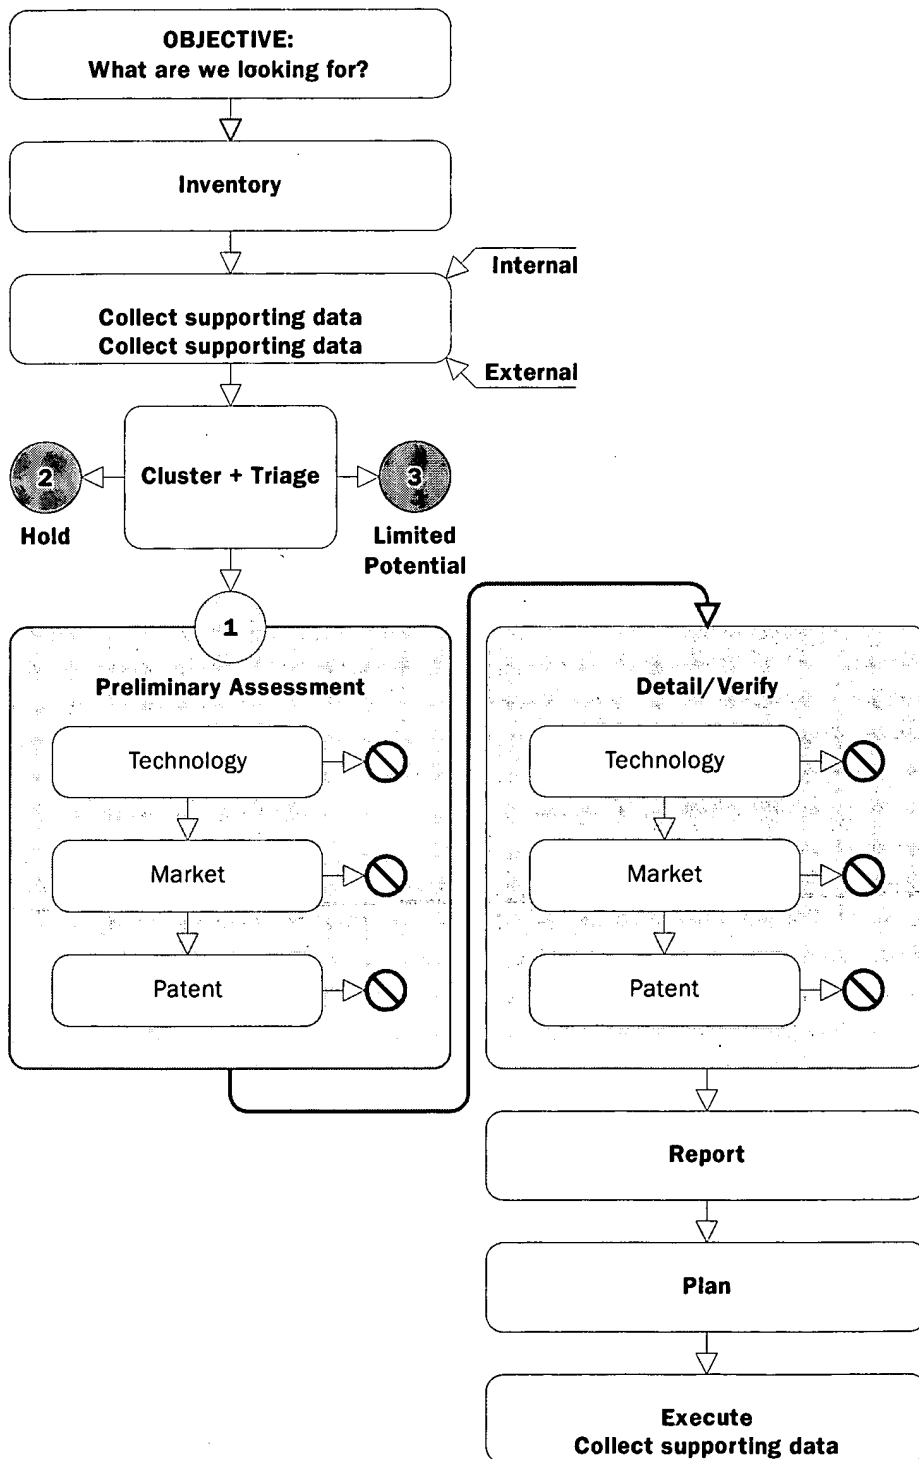 OBJECTIVE:
What are we looking for?
Inventory
Internal
Collect supporting data
Collect supporting data
External
2
Cluster + Triage
3
Hold
Limited
Potential
1
Preliminary Assessment
Technology
Market
Patent
Detail/Verify
Technology
Market
Patent
Report
Plan
Execute
Collect supporting data